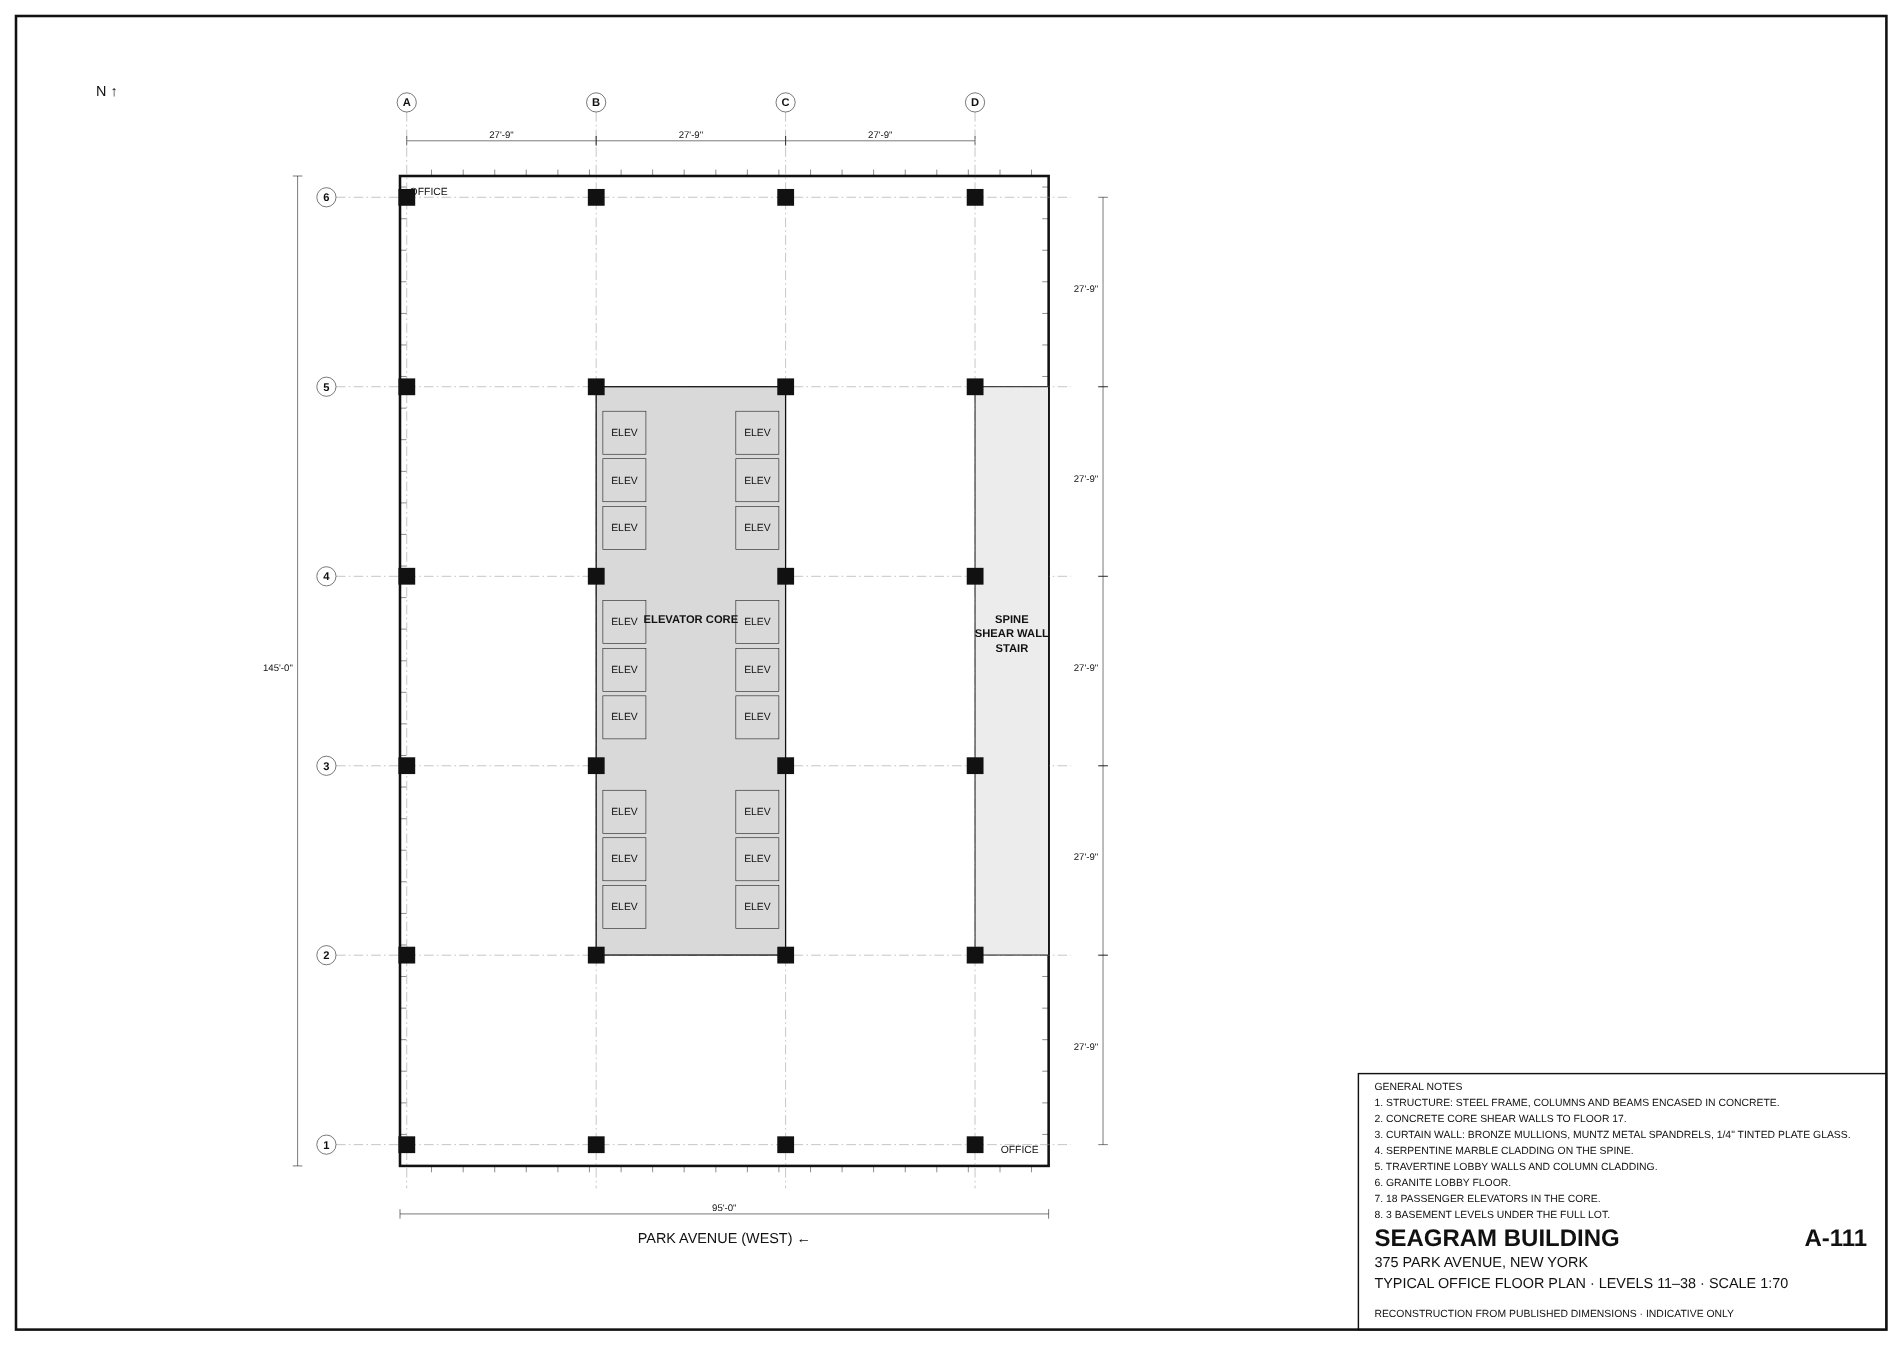 N ↑
A B C D
27'-9" 27'-9" 27'-9"
6
OFFICE
27'-9"
5
ELEV ELEV
27'-9"
ELEV ELEV
ELEV ELEV
4
ELEV ELEVATOR CORE ELEV
SPINE
SHEAR WALL
STAIR
145'-0"
27'-9"
ELEV ELEV
ELEV ELEV
3
ELEV ELEV
27'-9"
ELEV ELEV
ELEV ELEV
2
27'-9"
1
OFFICE
95'-0"
PARK AVENUE (WEST) ←
GENERAL NOTES
1. STRUCTURE: STEEL FRAME, COLUMNS AND BEAMS ENCASED IN CONCRETE.
2. CONCRETE CORE SHEAR WALLS TO FLOOR 17.
3. CURTAIN WALL: BRONZE MULLIONS, MUNTZ METAL SPANDRELS, 1/4" TINTED PLATE GLASS.
4. SERPENTINE MARBLE CLADDING ON THE SPINE.
5. TRAVERTINE LOBBY WALLS AND COLUMN CLADDING.
6. GRANITE LOBBY FLOOR.
7. 18 PASSENGER ELEVATORS IN THE CORE.
8. 3 BASEMENT LEVELS UNDER THE FULL LOT.
SEAGRAM BUILDING A-111
375 PARK AVENUE, NEW YORK
TYPICAL OFFICE FLOOR PLAN · LEVELS 11–38 · SCALE 1:70
RECONSTRUCTION FROM PUBLISHED DIMENSIONS · INDICATIVE ONLY